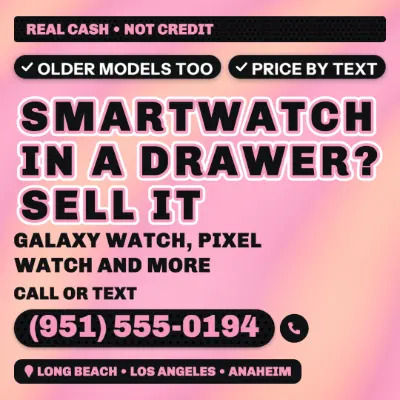 REAL CASH • NOT CREDIT
✓ OLDER MODELS TOO ✓ PRICE BY TEXT
SMARTWATCH
IN A DRAWER?
SELL IT
GALAXY WATCH, PIXEL
WATCH AND MORE
CALL OR TEXT
(951) 555-0194
LONG BEACH • LOS ANGELES • ANAHEIM